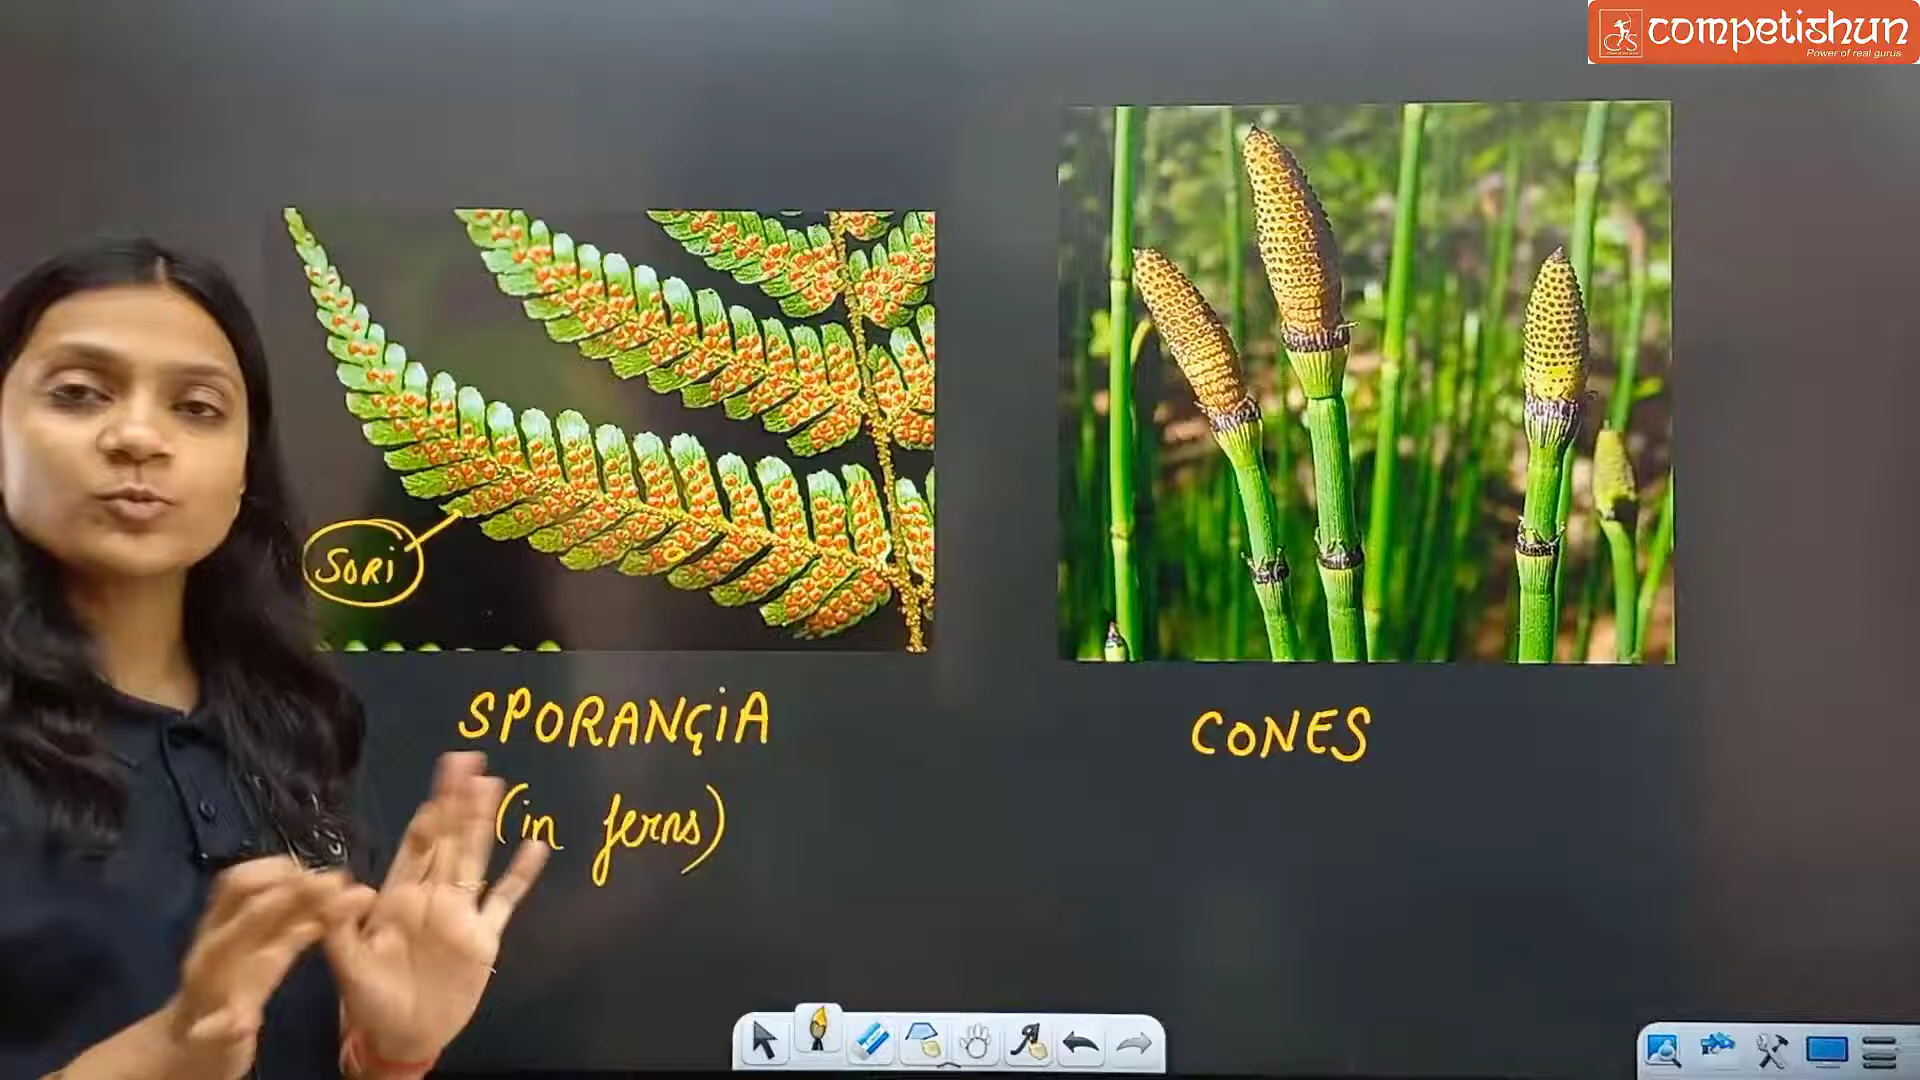 competishun
Power of real gurus
SORI
SPORANGIA
(in ferns)
CONES